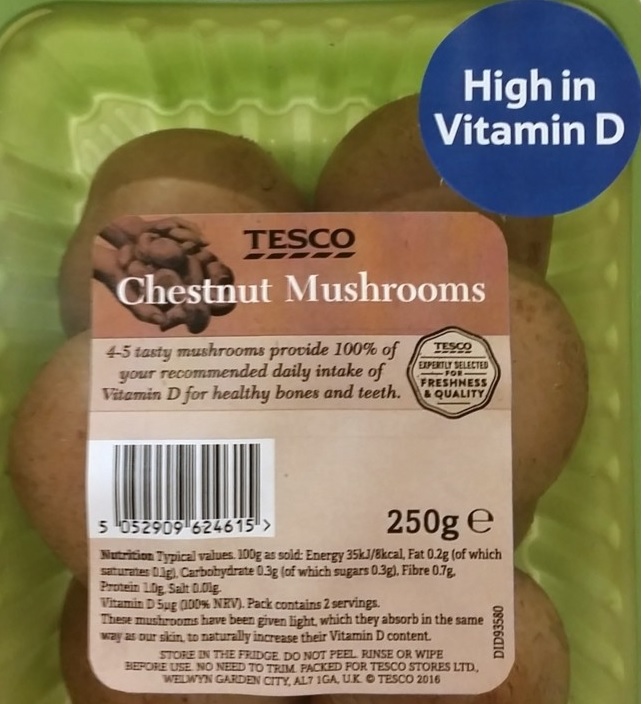 High in
Vitamin D
TESCO
Chestnut Mushrooms
4-5 tasty mushrooms provide 100% of
your recommended daily intake of
Vitamin D for healthy bones and teeth.
TESCO
EXPERTLY SELECTED
FOR
FRESHNESS
& QUALITY
5 052909 624615 >
250g e
Nutrition Typical values. 100g as sold: Energy 35kJ/8kcal, Fat 0.2g (of which
saturates 0.1g), Carbohydrate 0.3g (of which sugars 0.3g), Fibre 0.7g,
Protein 1.0g, Salt 0.01g.
Vitamin D 5µg (100% NRV). Pack contains 2 servings.
These mushrooms have been given light, which they absorb in the same
way as our skin, to naturally increase their Vitamin D content.
DID93580
STORE IN THE FRIDGE. DO NOT PEEL. RINSE OR WIPE
BEFORE USE. NO NEED TO TRIM. PACKED FOR TESCO STORES LTD.,
WELWYN GARDEN CITY, AL7 1GA, U.K. © TESCO 2016